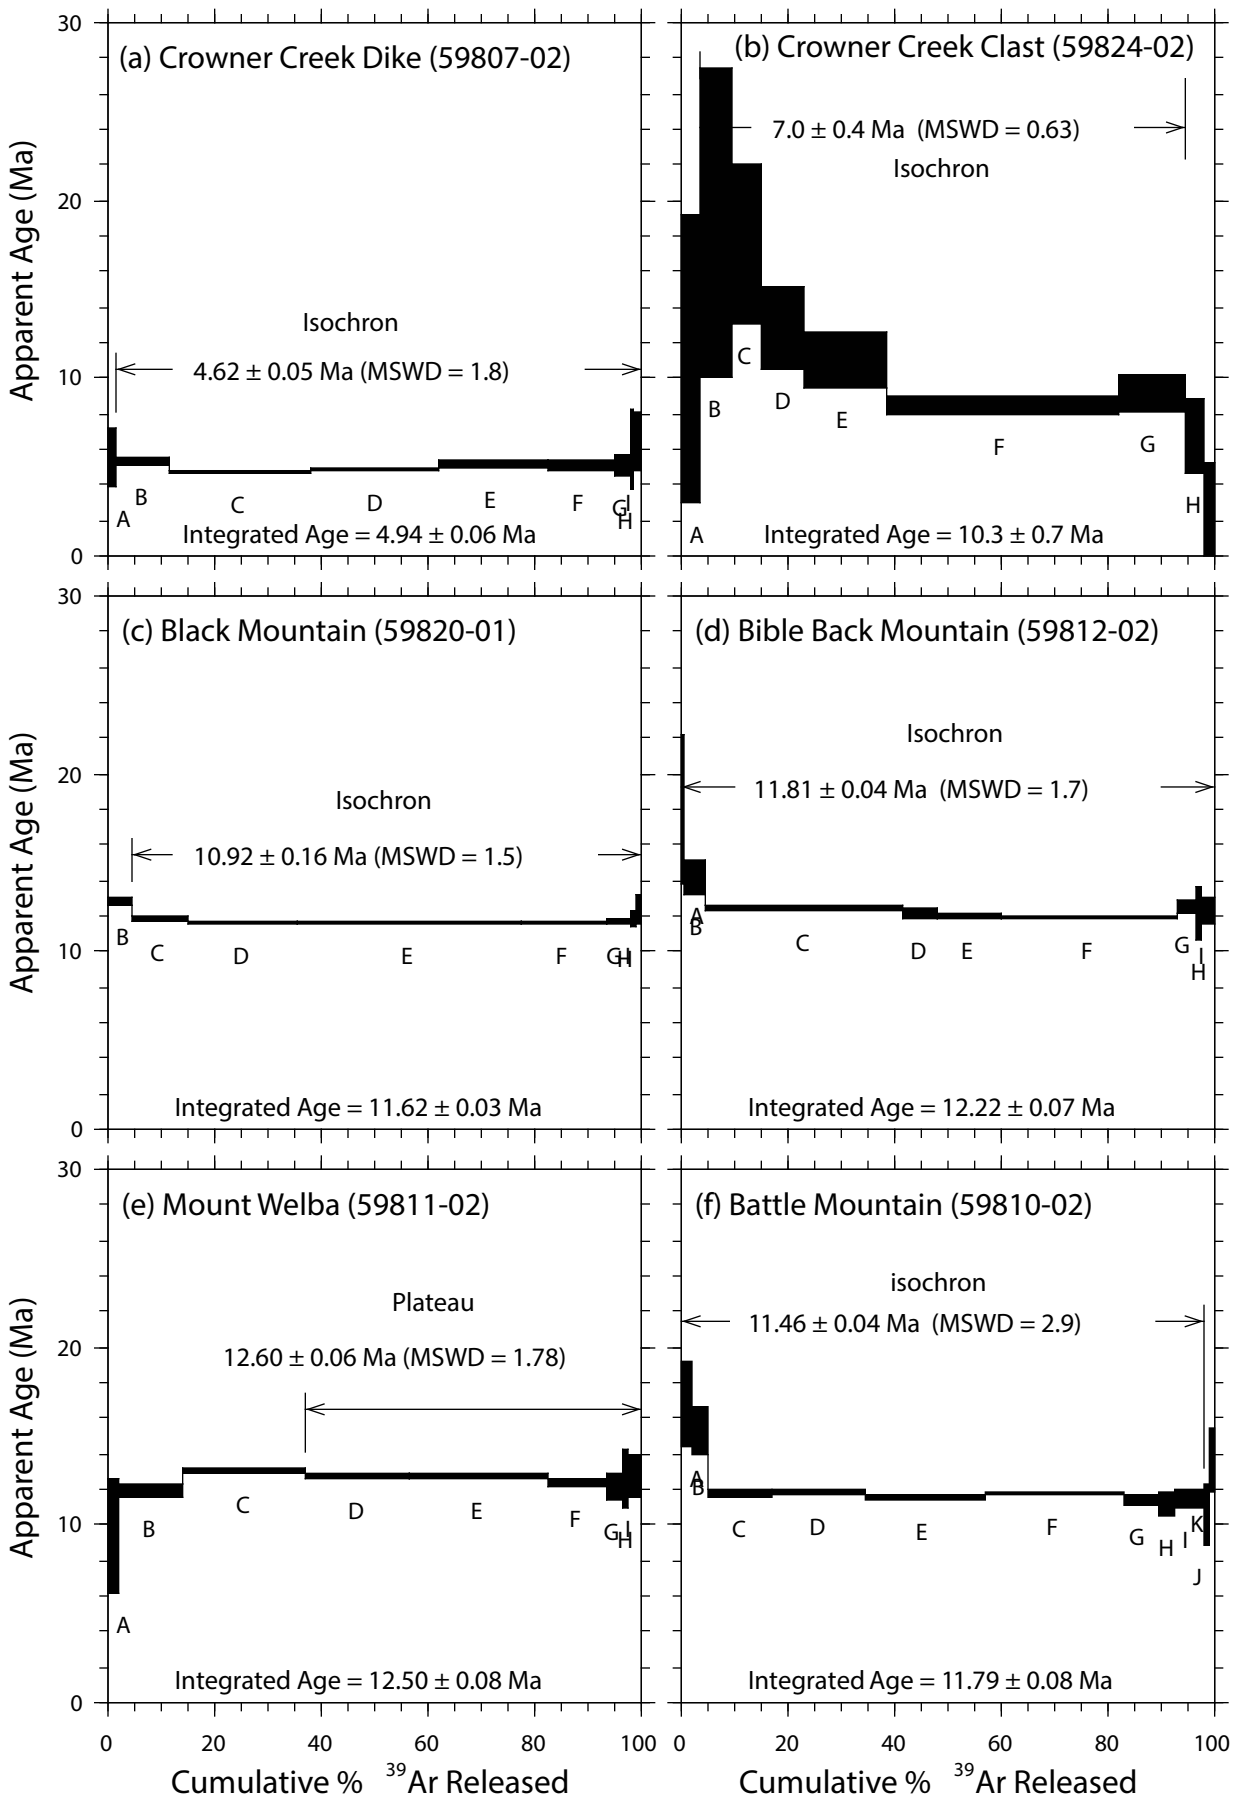 (a) Crowner Creek Dike (59807-02)
30
20
10
0
Apparent Age (Ma)
Isochron
4.62 ± 0.05 Ma (MSWD = 1.8)
A
B
C
D
E
F
G
H
I
Integrated Age = 4.94 ± 0.06 Ma
(b) Crowner Creek Clast (59824-02)
7.0 ± 0.4 Ma (MSWD = 0.63)
Isochron
A
B
C
D
E
F
G
H
Integrated Age = 10.3 ± 0.7 Ma
(c) Black Mountain (59820-01)
30
20
10
0
Apparent Age (Ma)
Isochron
10.92 ± 0.16 Ma (MSWD = 1.5)
B
C
D
E
F
G
H
I
Integrated Age = 11.62 ± 0.03 Ma
(d) Bible Back Mountain (59812-02)
Isochron
11.81 ± 0.04 Ma (MSWD = 1.7)
A
B
C
D
E
F
G
H
I
Integrated Age = 12.22 ± 0.07 Ma
(e) Mount Welba (59811-02)
30
20
10
0
Apparent Age (Ma)
Plateau
12.60 ± 0.06 Ma (MSWD = 1.78)
A
B
C
D
E
F
G
H
I
Integrated Age = 12.50 ± 0.08 Ma
0 20 40 60 80 100
Cumulative % ³⁹Ar Released
(f) Battle Mountain (59810-02)
isochron
11.46 ± 0.04 Ma (MSWD = 2.9)
A
B
C
D
E
F
G
H
I
K
J
Integrated Age = 11.79 ± 0.08 Ma
0 20 40 60 80 100
Cumulative % ³⁹Ar Released